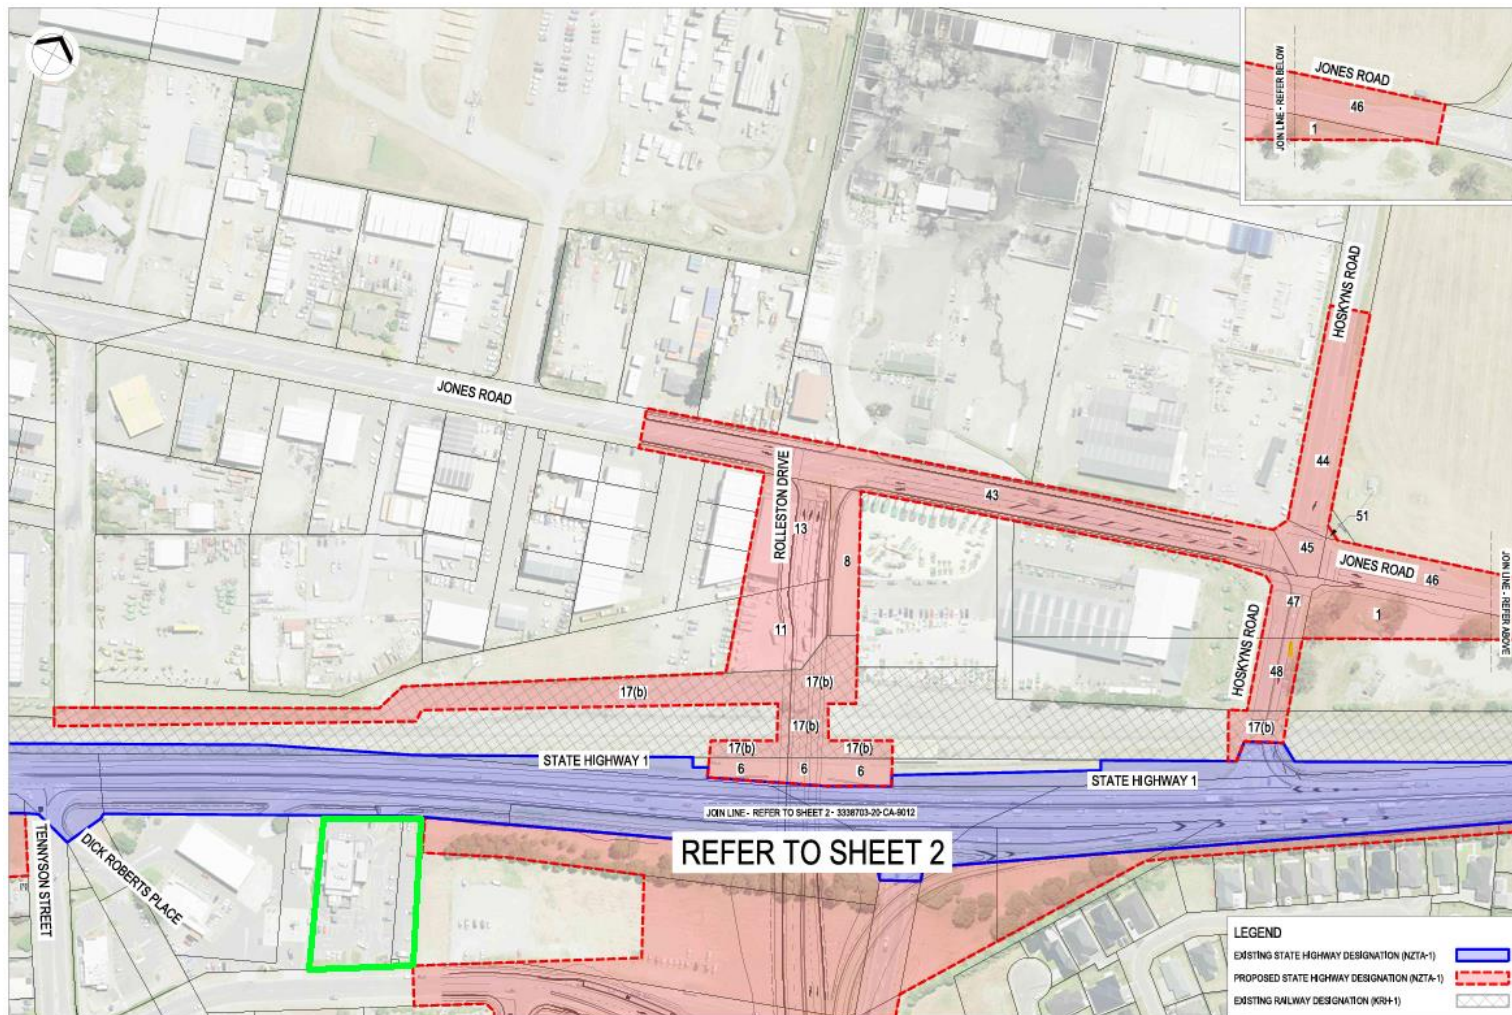 JONES ROAD
46
JOIN LINE - REFER BELOW
1
HOSKYNS ROAD
JONES ROAD
44
43
ROLLESTON DRIVE
13
51
45
JONES ROAD
46
JOIN LINE - REFER ABOVE
8
47
1
11
HOSKYNS ROAD
48
17(b)
17(b)
17(b)
17(b)
17(b)
17(b)
STATE HIGHWAY 1
6
6
6
STATE HIGHWAY 1
JOIN LINE - REFER TO SHEET 2 - 3338703-20-CA-9012
REFER TO SHEET 2
TENNYSON STREET
DICK ROBERTS PLACE
LEGEND
EXISTING STATE HIGHWAY DESIGNATION (NZTA-1)
PROPOSED STATE HIGHWAY DESIGNATION (NZTA-1)
EXISTING RAILWAY DESIGNATION (KRH-1)